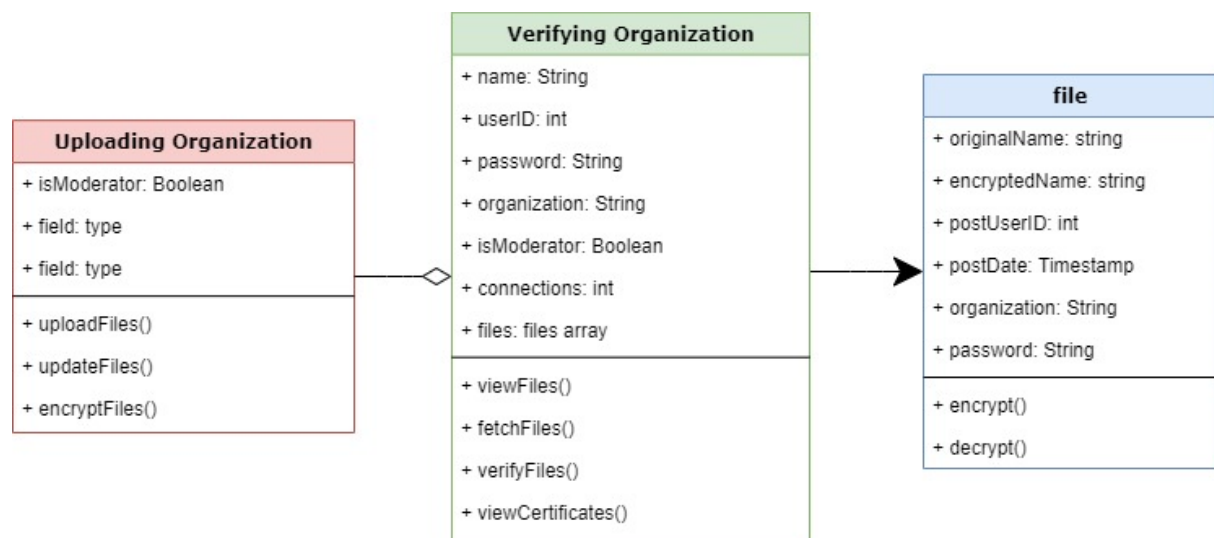 Uploading Organization
+ isModerator: Boolean
+ field: type
+ field: type
+ uploadFiles()
+ updateFiles()
+ encryptFiles()
Verifying Organization
+ name: String
+ userID: int
+ password: String
+ organization: String
+ isModerator: Boolean
+ connections: int
+ files: files array
+ viewFiles()
+ fetchFiles()
+ verifyFiles()
+ viewCertificates()
file
+ originalName: string
+ encryptedName: string
+ postUserID: int
+ postDate: Timestamp
+ organization: String
+ password: String
+ encrypt()
+ decrypt()